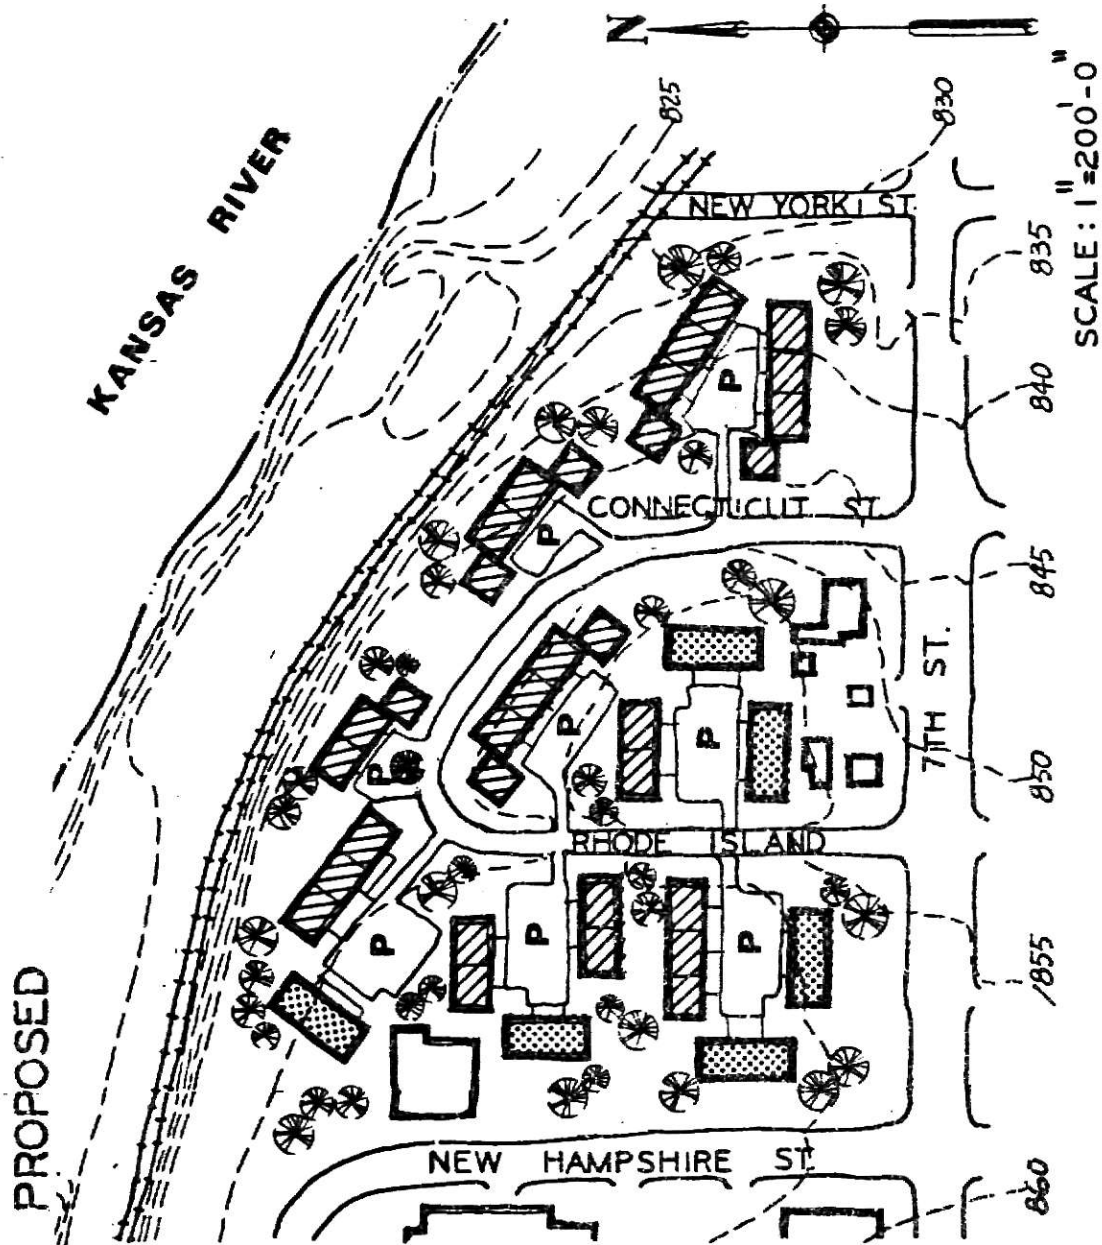 PROPOSED
KANSAS RIVER
N
SCALE: 1"=200'-0"
825
830
835
840
845
850
855
860
NEW YORK ST.
CONNECTICUT ST.
7TH ST.
RHODE ISLAND
NEW HAMPSHIRE ST.
P
P
P
P
P
P
P
P